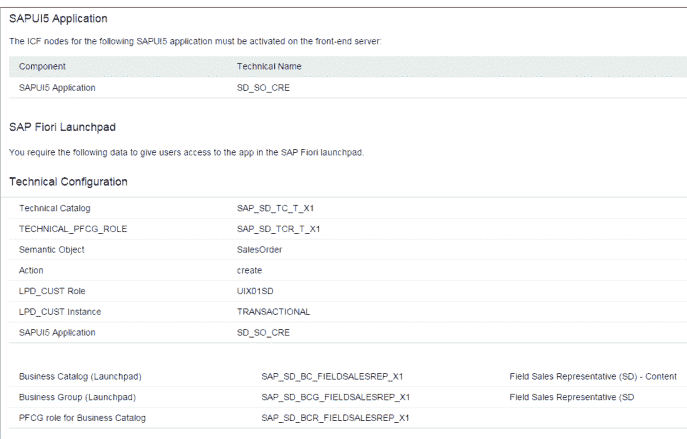 SAPUI5 Application
The ICF nodes for the following SAPUI5 application must be activated on the front-end server:
Component Technical Name
SAPUI5 Application SD_SO_CRE
SAP Fiori Launchpad
You require the following data to give users access to the app in the SAP Fiori launchpad.
Technical Configuration
Technical Catalog SAP_SD_TC_T_X1
TECHNICAL_PFCG_ROLE SAP_SD_TCR_T_X1
Semantic Object SalesOrder
Action create
LPD_CUST Role UIX01SD
LPD_CUST Instance TRANSACTIONAL
SAPUI5 Application SD_SO_CRE
Business Catalog (Launchpad) SAP_SD_BC_FIELDSALESREP_X1 Field Sales Representative (SD) - Content
Business Group (Launchpad) SAP_SD_BCG_FIELDSALESREP_X1 Field Sales Representative (SD
PFCG role for Business Catalog SAP_SD_BCR_FIELDSALESREP_X1